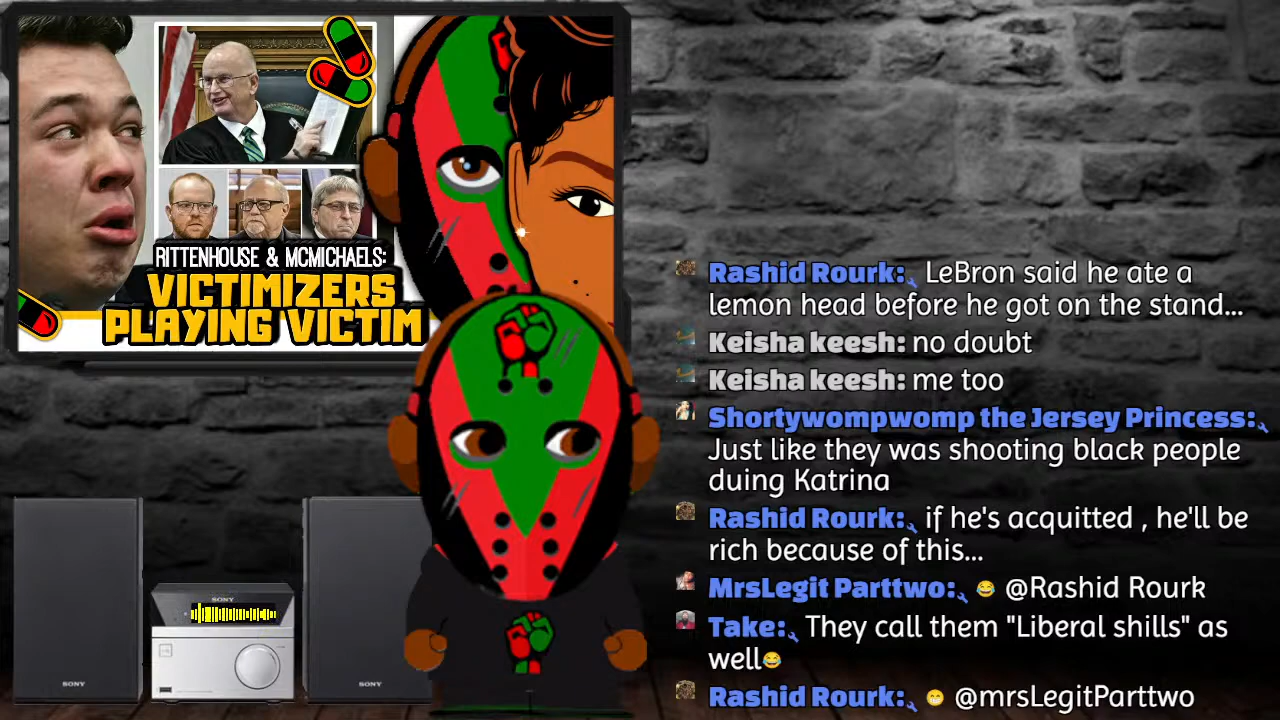 RITTENHOUSE & MCMICHAELS:
VICTIMIZERS
PLAYING VICTIM
SONY
SONY
SONY
Rashid Rourk: LeBron said he ate a
lemon head before he got on the stand...
Keisha keesh: no doubt
Keisha keesh: me too
Shortywompwomp the Jersey Princess:
Just like they was shooting black people
duing Katrina
Rashid Rourk: if he's acquitted , he'll be
rich because of this...
MrsLegit Parttwo: 😂 @Rashid Rourk
Take: They call them "Liberal shills" as
well😂
Rashid Rourk: 😁 @mrsLegitParttwo